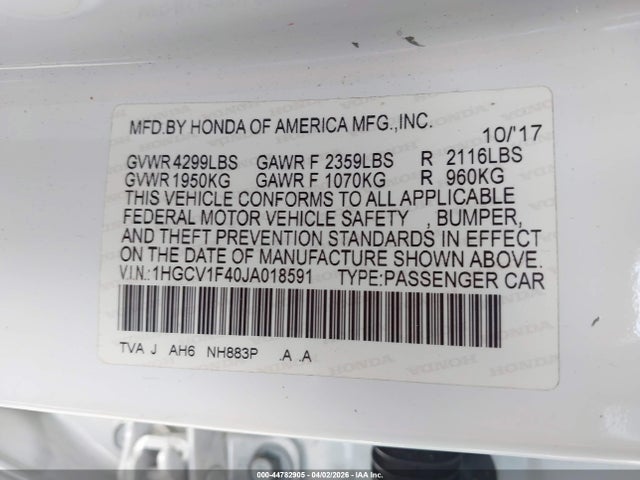 MFD.BY HONDA OF AMERICA MFG.,INC. 10/'17
GVWR 4299LBS GAWR F 2359LBS R 2116LBS
GVWR 1950KG GAWR F 1070KG R 960KG
THIS VEHICLE CONFORMS TO ALL APPLICABLE
FEDERAL MOTOR VEHICLE SAFETY , BUMPER,
AND THEFT PREVENTION STANDARDS IN EFFECT
ON THE DATE OF MANUFACTURE SHOWN ABOVE.
V.I.N.:1HGCV1F40JA018591 TYPE:PASSENGER CAR
TVA J AH6 NH883P .A .A
000-44782905 - 04/02/2026 - IAAI.COM